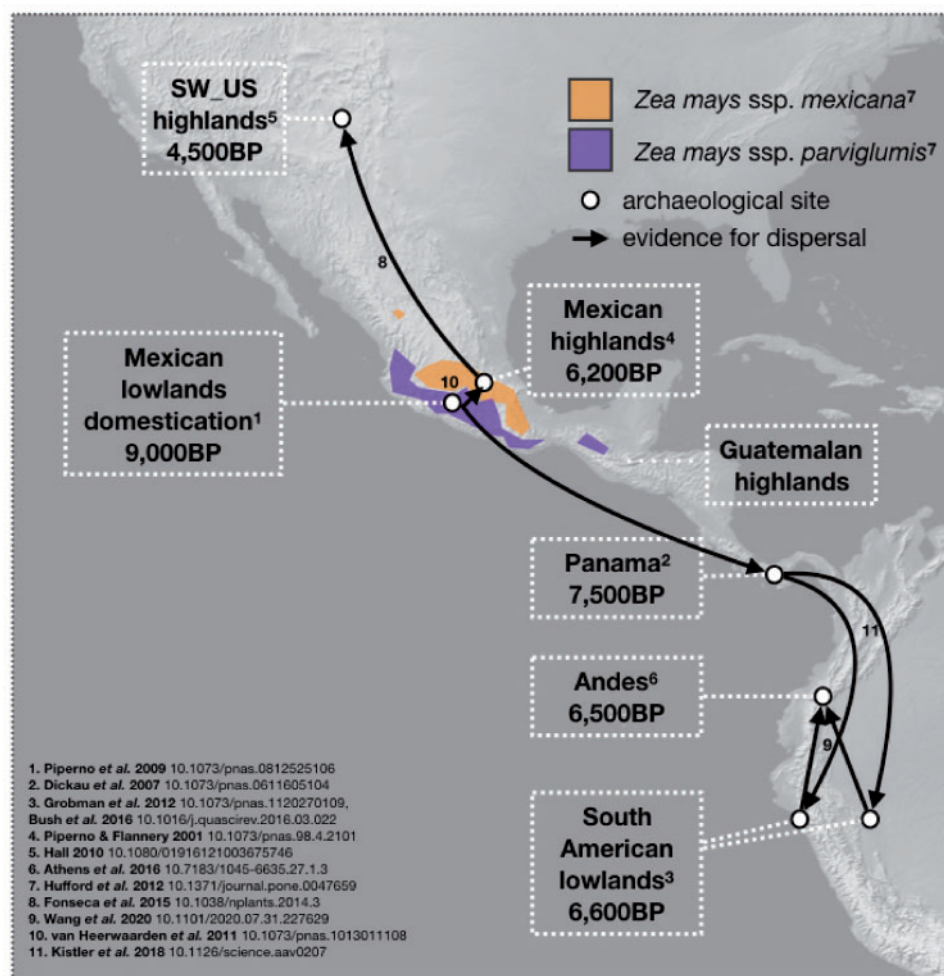 SW_US
highlands⁵
4,500BP
Zea mays ssp. mexicana⁷
Zea mays ssp. parviglumis⁷
archaeological site
evidence for dispersal
8
Mexican
highlands⁴
6,200BP
Mexican
lowlands
domestication¹
9,000BP
10
Guatemalan
highlands
Panama²
7,500BP
11
Andes⁶
6,500BP
9
South
American
lowlands³
6,600BP
1. Piperno et al. 2009 10.1073/pnas.0812525106
2. Dickau et al. 2007 10.1073/pnas.0611605104
3. Grobman et al. 2012 10.1073/pnas.1120270109,
Bush et al. 2016 10.1016/j.quascirev.2016.03.022
4. Piperno & Flannery 2001 10.1073/pnas.98.4.2101
5. Hall 2010 10.1080/01916121003675746
6. Athens et al. 2016 10.7183/1045-6635.27.1.3
7. Hufford et al. 2012 10.1371/journal.pone.0047659
8. Fonseca et al. 2015 10.1038/nplants.2014.3
9. Wang et al. 2020 10.1101/2020.07.31.227629
10. van Heerwaarden et al. 2011 10.1073/pnas.1013011108
11. Kistler et al. 2018 10.1126/science.aav0207